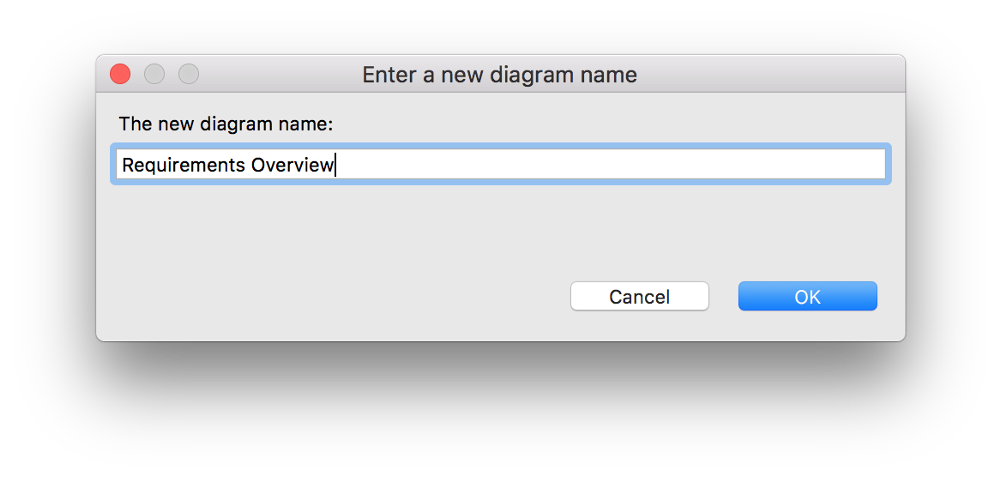 Enter a new diagram name
The new diagram name:
Requirements Overview
Cancel OK